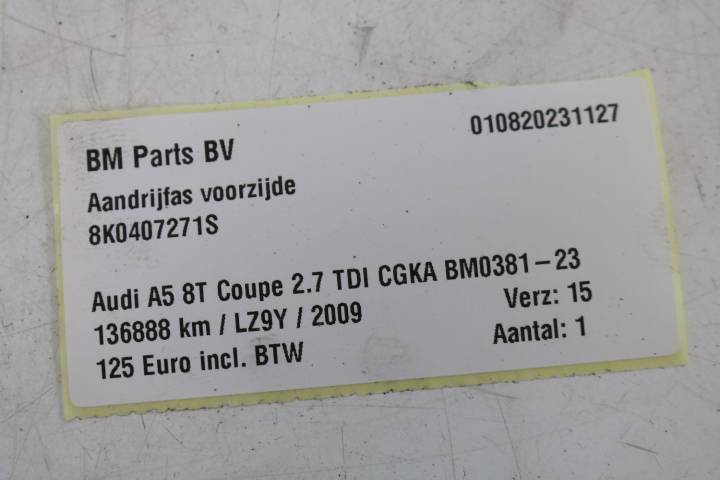 BM Parts BV
010820231127
Aandrijfas voorzijde
8K0407271S
Audi A5 8T Coupe 2.7 TDI CGKA BM0381-23
136888 km / LZ9Y / 2009
Verz: 15
125 Euro incl. BTW
Aantal: 1